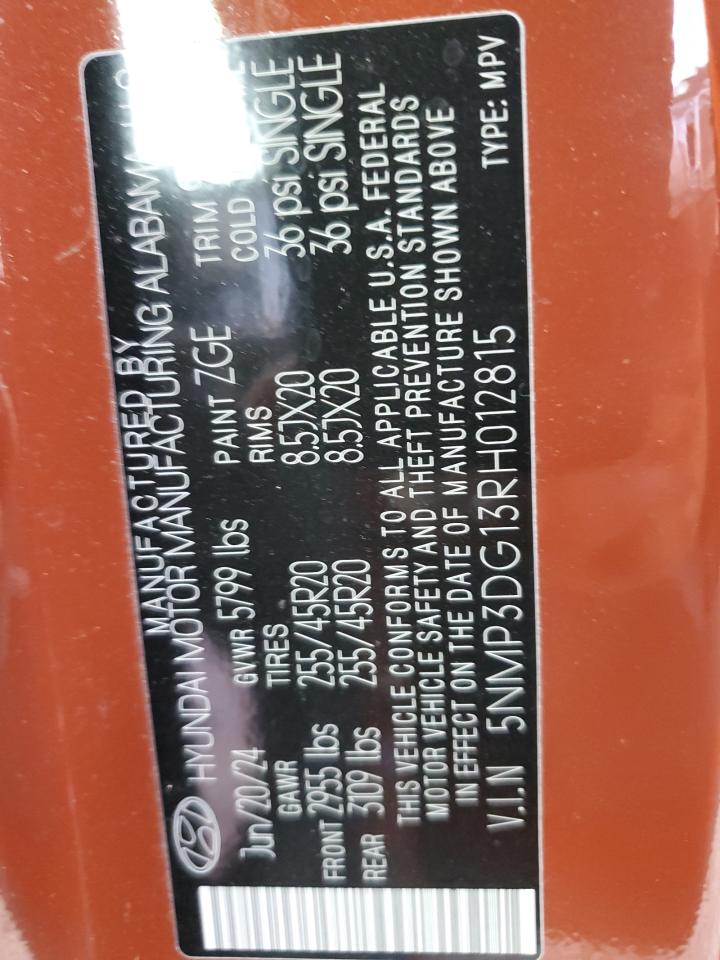 MANUFACTURED BY
HYUNDAI MOTOR MANUFACTURING ALABAMA
Jun/20/24 GVWR 5799 lbs PAINT ZGE TRIM
GAWR TIRES RIMS COLD
FRONT 2955 lbs 255/45R20 8.5JX20 36 psi SINGLE
REAR 3109 lbs 255/45R20 8.5JX20 36 psi SINGLE
THIS VEHICLE CONFORMS TO ALL APPLICABLE U.S.A. FEDERAL
MOTOR VEHICLE SAFETY AND THEFT PREVENTION STANDARDS
IN EFFECT ON THE DATE OF MANUFACTURE SHOWN ABOVE
V.I.N 5NMP3DG13RH012815 TYPE: MPV